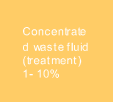 Concentrate
d waste fluid
(treatment)
1- 10%